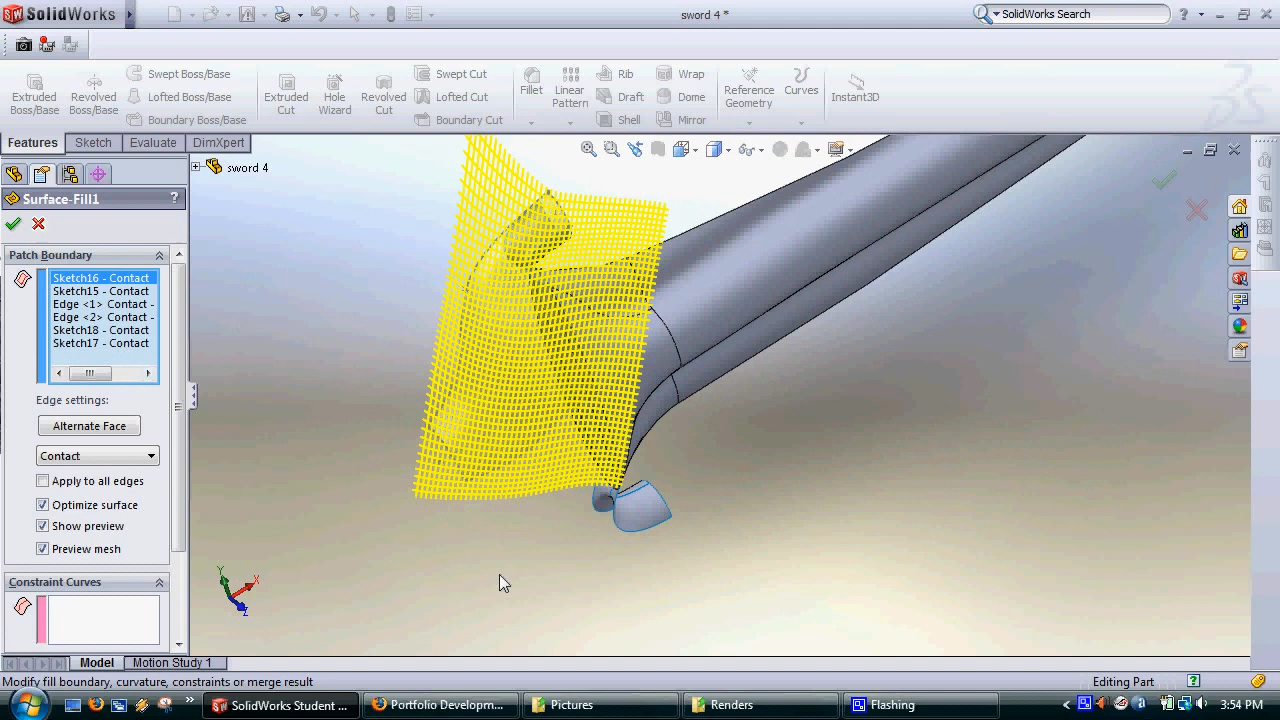 SolidWorks
sword 4 *
SolidWorks Search
Extruded Boss/Base
Revolved Boss/Base
Swept Boss/Base
Lofted Boss/Base
Boundary Boss/Base
Extruded Cut
Hole Wizard
Revolved Cut
Swept Cut
Lofted Cut
Boundary Cut
Fillet
Linear Pattern
Rib
Draft
Shell
Wrap
Dome
Mirror
Reference Geometry
Curves
Instant3D
Features
Sketch
Evaluate
DimXpert
sword 4
Surface-Fill1
?
Patch Boundary
Sketch16 - Contact
Sketch15 - Contact
Edge <1> Contact -
Edge <2> Contact -
Sketch18 - Contact
Sketch17 - Contact
Edge settings:
Alternate Face
Contact
Apply to all edges
Optimize surface
Show preview
Preview mesh
Constraint Curves
Y
X
Z
Model
Motion Study 1
Modify fill boundary, curvature, constraints or merge result
Editing Part
SolidWorks Student ...
Portfolio Developm...
Pictures
Renders
Flashing
3:54 PM